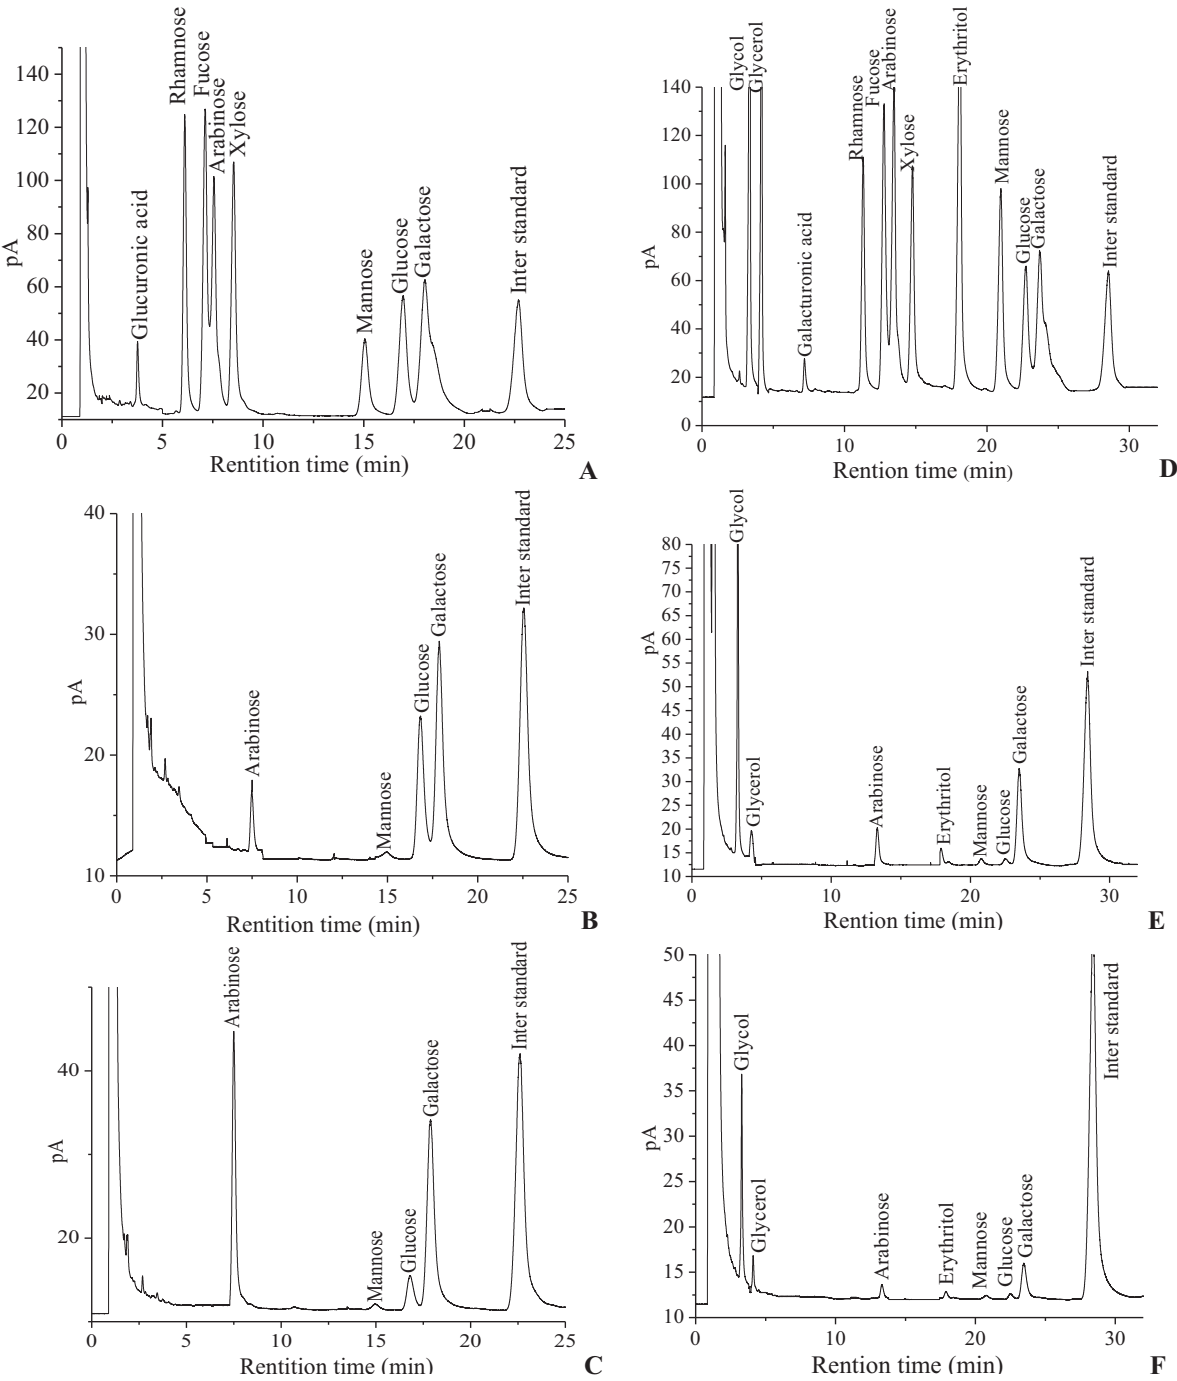 Rhamnose
Fucose
Arabinose
Xylose
Glucuronic acid
Mannose
Glucose
Galactose
Inter standard
140
120
100
80
60
40
20
pA
0 5 10 15 20 25
Rentition time (min)
A
Glycol
Glycerol
Galacturonic acid
Rhamnose
Fucose
Arabinose
Xylose
Erythritol
Mannose
Glucose
Galactose
Inter standard
140
120
100
80
60
40
20
0
pA
0 10 20 30
Rention time (min)
D
40
30
20
10
pA
Arabinose
Mannose
Glucose
Galactose
Inter standard
0 5 10 15 20 25
Rentition time (min)
B
80
75
70
65
60
55
50
45
40
35
30
25
20
15
10
pA
Glycol
Glycerol
Arabinose
Erythritol
Mannose
Glucose
Galactose
Inter standard
0 10 20 30
Rention time (min)
E
40
20
pA
Arabinose
Mannose
Glucose
Galactose
Inter standard
0 5 10 15 20 25
Rentition time (min)
C
50
45
40
35
30
25
20
15
10
pA
Glycol
Glycerol
Arabinose
Erythritol
Mannose
Glucose
Galactose
Inter standard
0 10 20 30
Rention time (min)
F